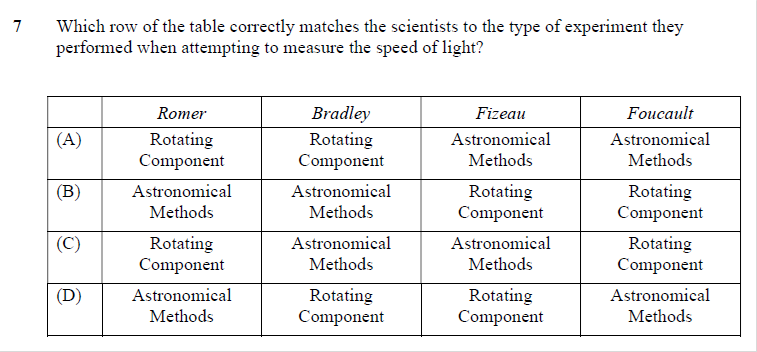 7 Which row of the table correctly matches the scientists to the type of experiment they
performed when attempting to measure the speed of light?
Romer Bradley Fizeau Foucault
(A) Rotating Rotating Astronomical Astronomical
Component Component Methods Methods
(B) Astronomical Astronomical Rotating Rotating
Methods Methods Component Component
(C) Rotating Astronomical Astronomical Rotating
Component Methods Methods Component
(D) Astronomical Rotating Rotating Astronomical
Methods Component Component Methods